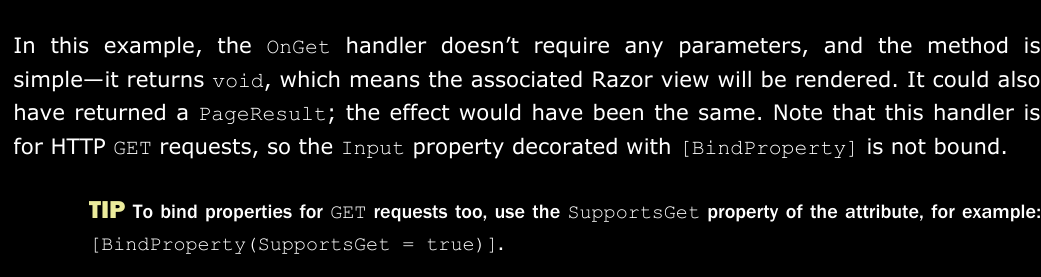 In this example, the OnGet handler doesn’t require any parameters, and the method is
simple—it returns void, which means the associated Razor view will be rendered. It could also
have returned a PageResult; the effect would have been the same. Note that this handler is
for HTTP GET requests, so the Input property decorated with [BindProperty] is not bound.
TIP To bind properties for GET requests too, use the SupportsGet property of the attribute, for example:
[BindProperty(SupportsGet = true)].